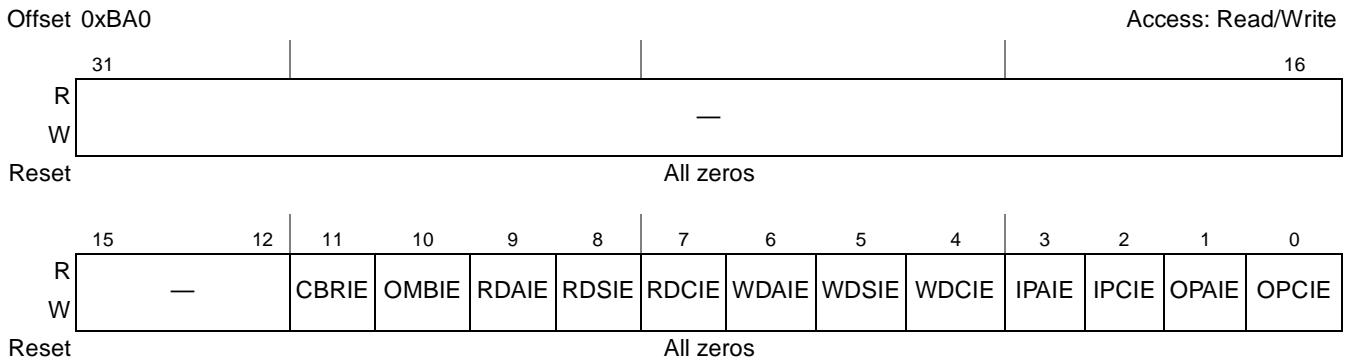 Offset 0xBA0 Access: Read/Write
31 16
R
—
W
Reset All zeros
15 12 11 10 9 8 7 6 5 4 3 2 1 0
R
— CBRIE OMBIE RDAIE RDSIE RDCIE WDAIE WDSIE WDCIE IPAIE IPCIE OPAIE OPCIE
W
Reset All zeros